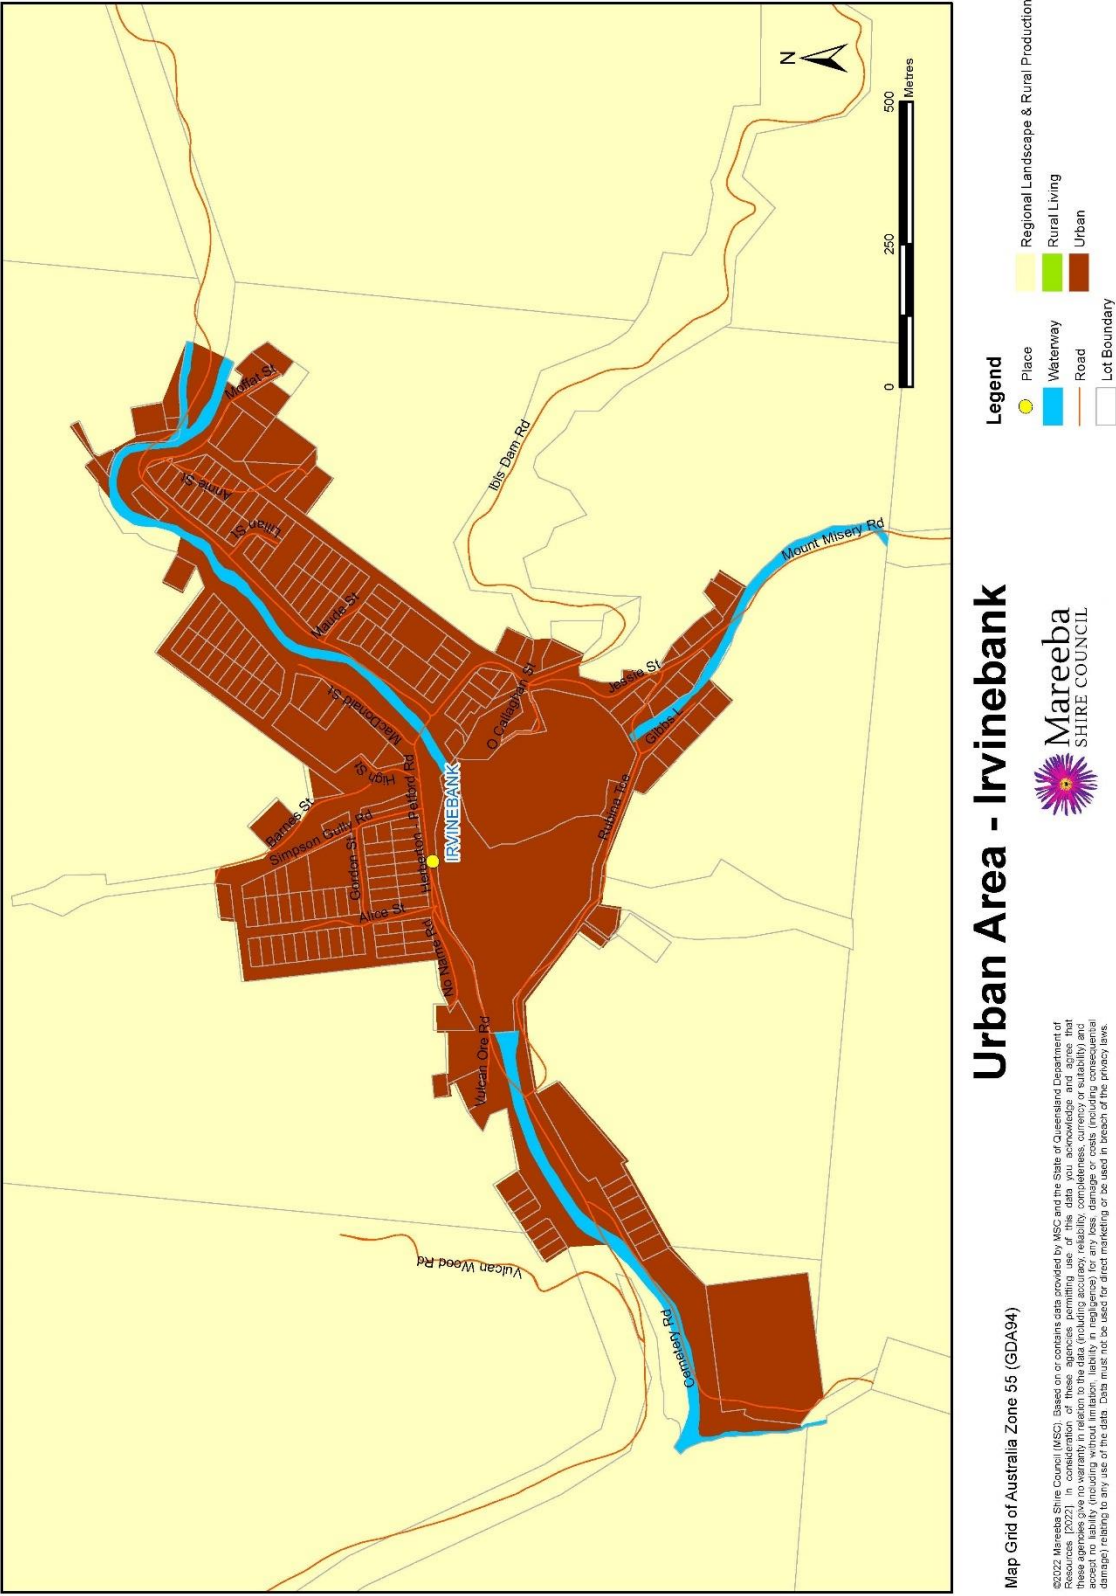 N
0 250 500
Metres
Moffat St
Annie St
Lilian St
Maude St
MacDonald St
Ibis Dam Rd
Mount Misery Rd
O Callaghan St
Jessie St
Gibbs L
High St
Barnes St
Simpson Gully Rd
Gordon St
Herberton - Petford Rd
IRVINEBANK
Rubina Tce
Alice St
No Name Rd
Vulcan Ore Rd
Vulcan Wood Rd
Cemetery Rd
Urban Area - Irvinebank
Mareeba
SHIRE COUNCIL
Legend
Place
Waterway
Road
Lot Boundary
Regional Landscape & Rural Production
Rural Living
Urban
Map Grid of Australia Zone 55 (GDA94)
©2022 Mareeba Shire Council (MSC). Based on or contains data provided by MSC and the State of Queensland Department of
Resources [2022]. In consideration of these agencies permitting use of this data you acknowledge and agree that
these agencies give no warranty in relation to the data (including accuracy, reliability, completeness, currency or suitability) and
accept no liability (including without limitation, liability in negligence) for any loss, damage or costs (including consequential
damage) relating to any use of the data. Data must not be used for direct marketing or be used in breach of the privacy laws.